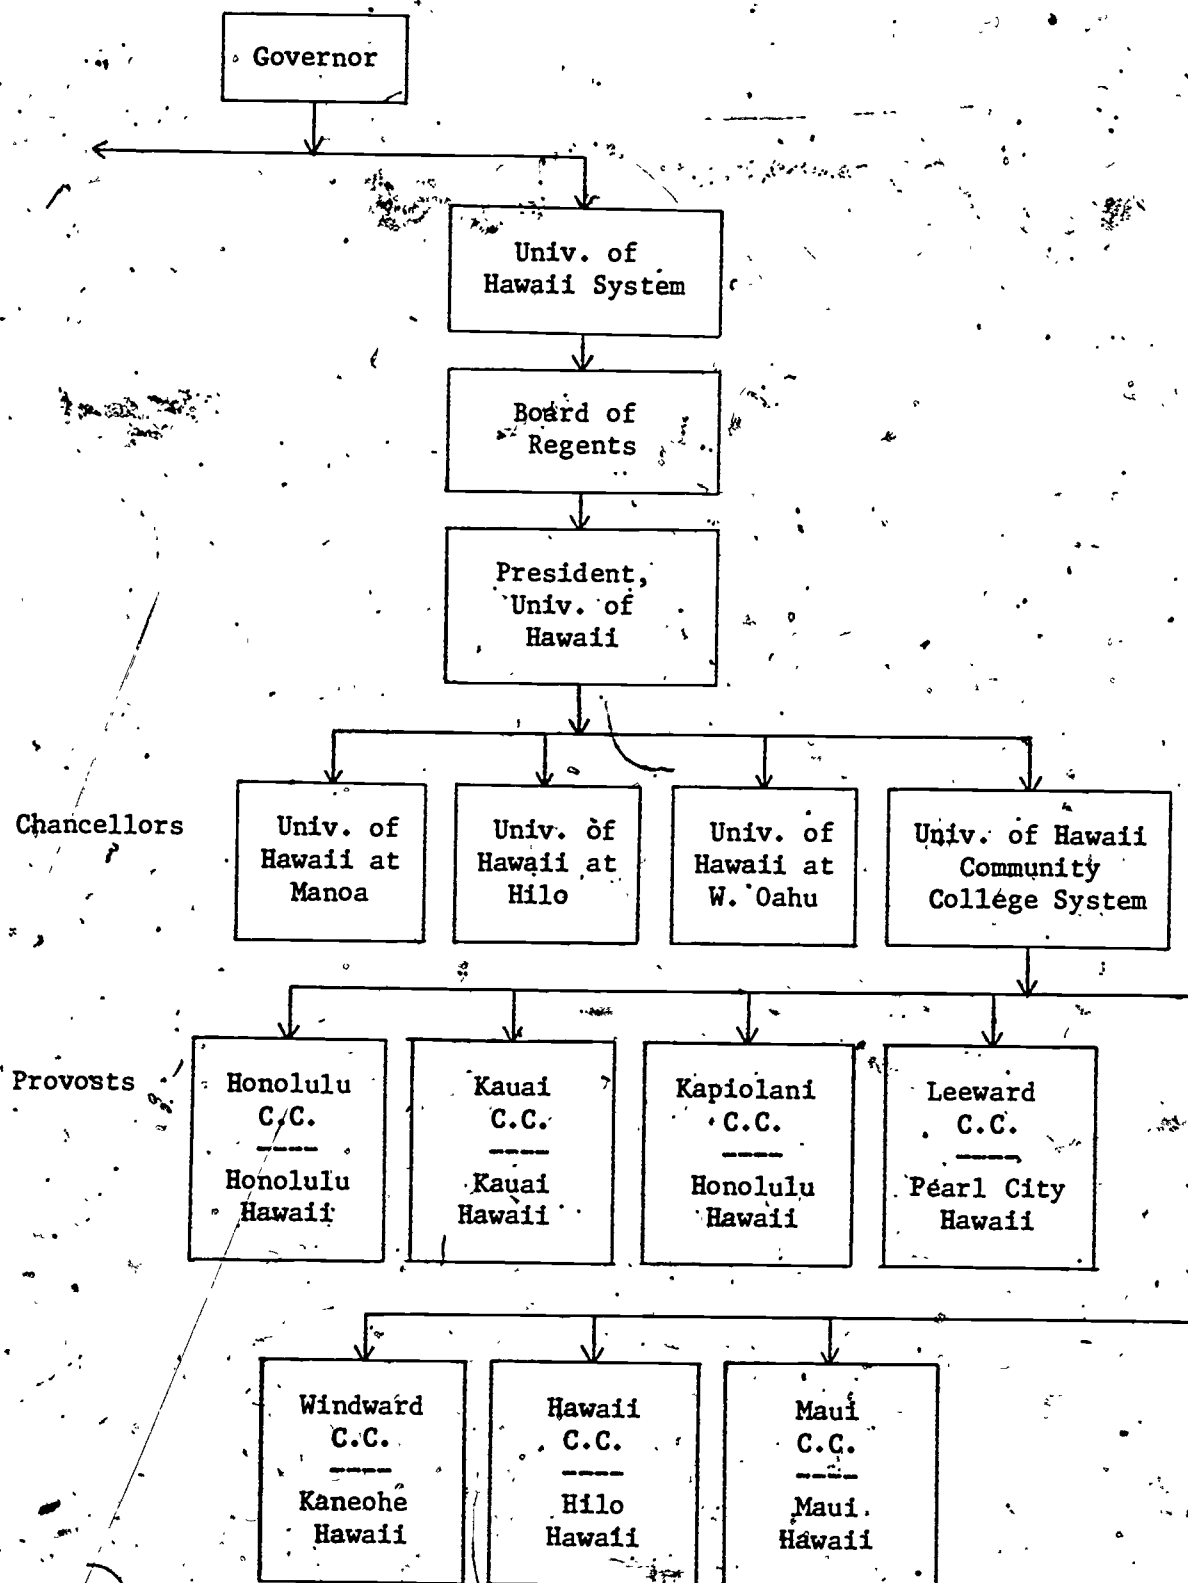 Governor
Univ. of
Hawaii System
Board of
Regents
President,
Univ. of
Hawaii
Chancellors
Univ. of
Hawaii at
Manoa
Univ. of
Hawaii at
Hilo
Univ. of
Hawaii at
W. Oahu
Univ. of Hawaii
Community
College System
Provosts
Honolulu
C.C.
----
Honolulu
Hawaii
Kauai
C.C.
----
Kauai
Hawaii
Kapiolani
C.C.
----
Honolulu
Hawaii
Leeward
C.C.
----
Pearl City
Hawaii
Windward
C.C.
----
Kaneohe
Hawaii
Hawaii
C.C.
----
Hilo
Hawaii
Maui
C.C.
----
Maui
Hawaii